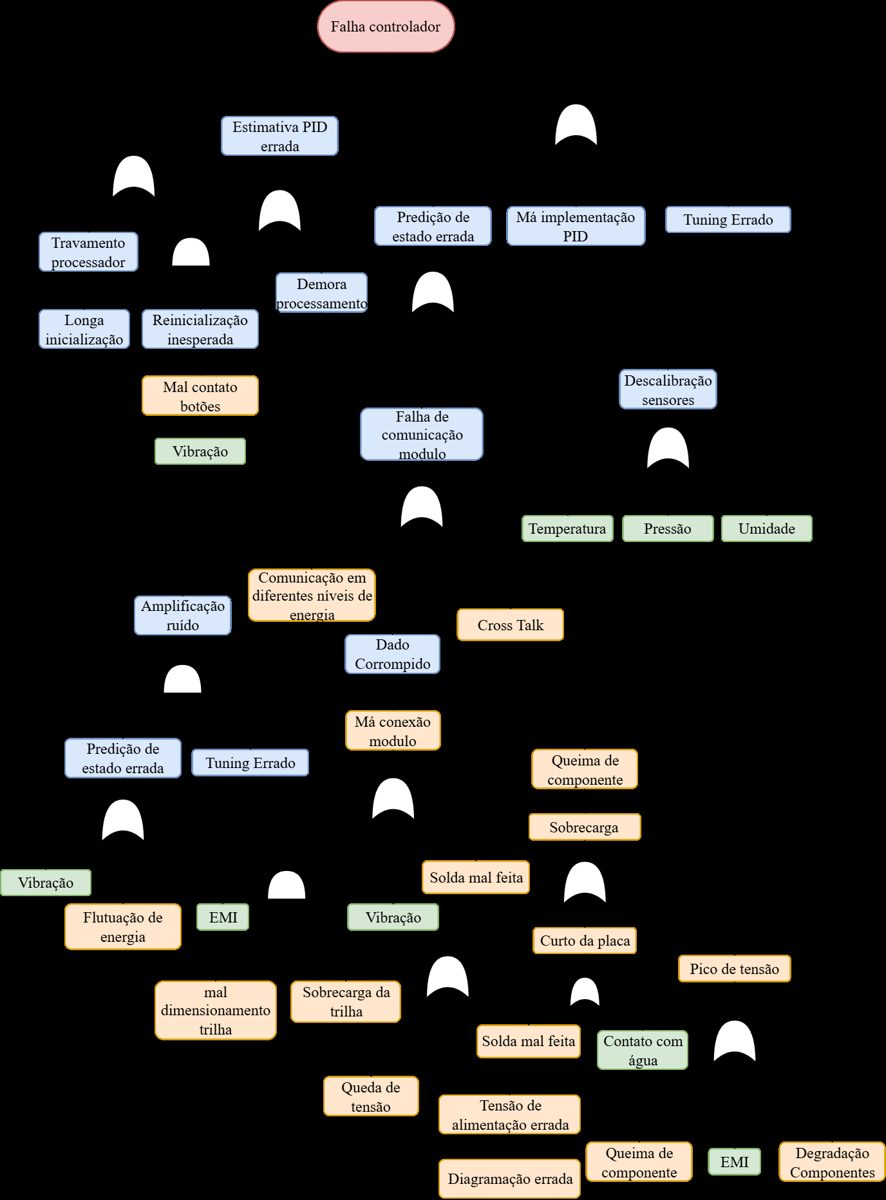 Falha controlador
Estimativa PID
errada
Predição de
estado errada
Má implementação
PID
Tuning Errado
Travamento
processador
Demora
processamento
Longa
inicialização
Reinicialização
inesperada
Mal contato
botões
Descalibração
sensores
Falha de
comunicação
modulo
Vibração
Temperatura
Pressão
Umidade
Comunicação em
diferentes níveis de
energia
Amplificação
ruído
Cross Talk
Dado
Corrompido
Má conexão
modulo
Predição de
estado errada
Tuning Errado
Queima de
componente
Sobrecarga
Vibração
Solda mal feita
Flutuação de
energia
EMI
Vibração
Curto da placa
Pico de tensão
mal
dimensionamento
trilha
Sobrecarga da
trilha
Solda mal feita
Contato com
água
Queda de
tensão
Tensão de
alimentação errada
Queima de
componente
EMI
Degradação
Componentes
Diagramação errada